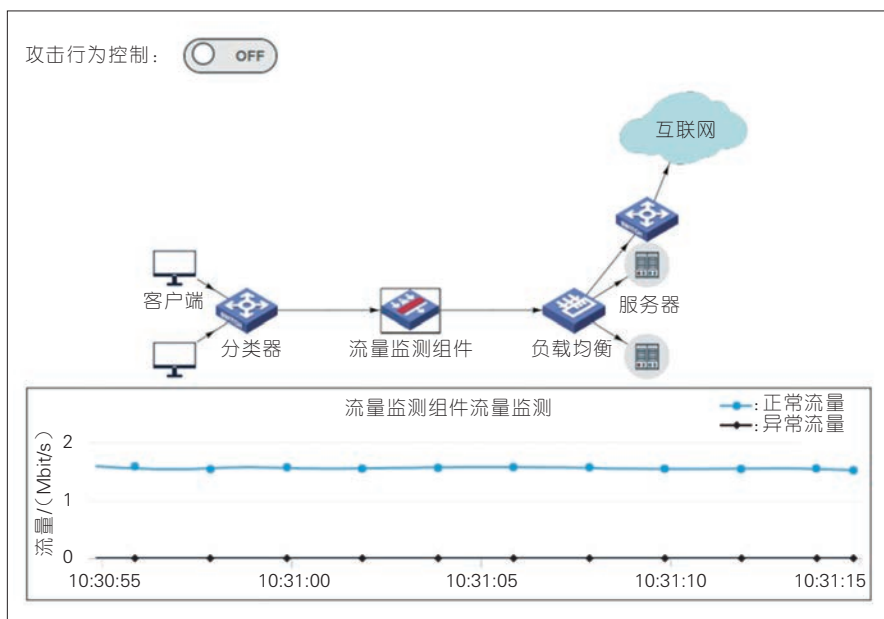 攻击行为控制: OFF
互联网
客户端
服务器
分类器 流量监测组件 负载均衡
流量监测组件流量监测
:正常流量
:异常流量
流量/(Mbit/s)
2
1
0
10:30:55 10:31:00 10:31:05 10:31:10 10:31:15